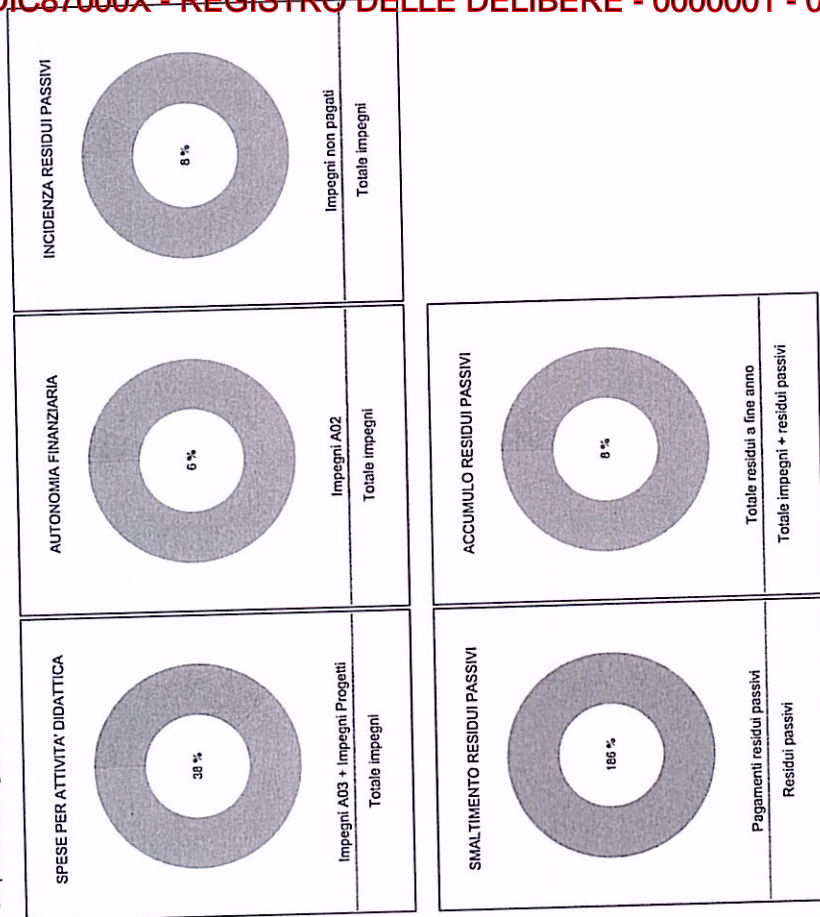 - REGISTRO DELLE DELIBERE - 0000001 -
SPESE PER ATTIVITA' DIDATTICA
38 %
Impegni A03 + Impegni Progetti
Totale impegni
AUTONOMIA FINANZIARIA
6 %
Impegni A02
Totale impegni
INCIDENZA RESIDUI PASSIVI
8 %
Impegni non pagati
Totale impegni
SMALTIMENTO RESIDUI PASSIVI
186 %
Pagamenti residui passivi
Residui passivi
ACCUMULO RESIDUI PASSIVI
8 %
Totale residui a fine anno
Totale impegni + residui passivi